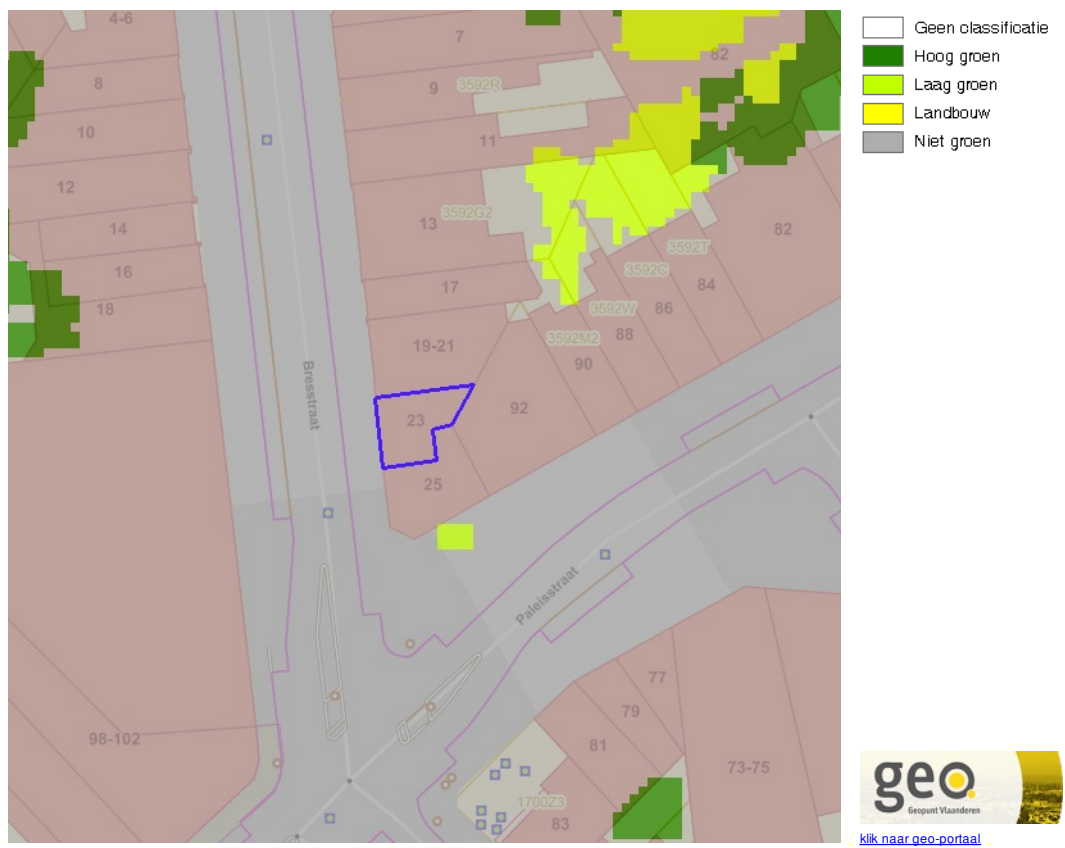 4-6
7
82
8
9
3592R
10
11
12
13
3592G2
14
82
3592T
16
3592C
17
84
18
3592W
86
88
3592M2
19-21
90
Bresstraat
23
92
25
Paleisstraat
77
79
98-102
81
73-75
1700Z3
83
Geen classificatie
Hoog groen
Laag groen
Landbouw
Niet groen
geo
Geopunt Vlaanderen
klik naar geo-portaal